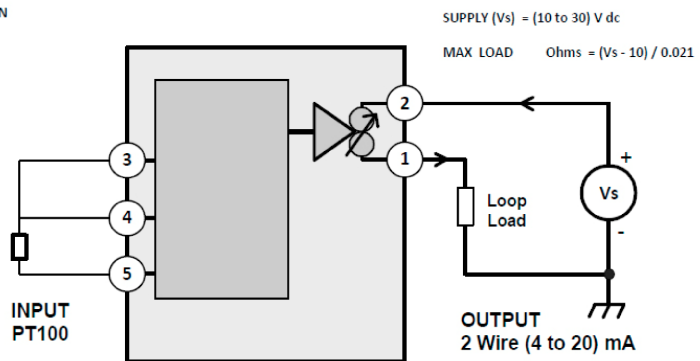 N
SUPPLY (Vs) = (10 to 30) V dc
MAX LOAD Ohms = (Vs - 10) / 0.021
2
3
1
+
Vs
Loop
Load
4
-
5
INPUT
PT100
OUTPUT
2 Wire (4 to 20) mA